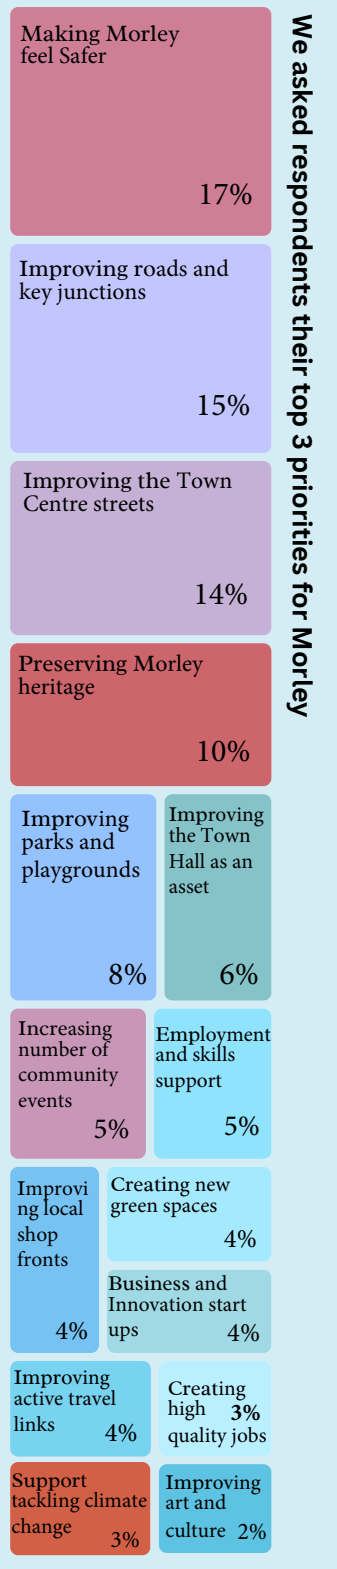 We asked respondents their top 3 priorities for Morley
Making Morley
feel Safer
17%
Improving roads and
key junctions
15%
Improving the Town
Centre streets
14%
Preserving Morley
heritage
10%
Improving
parks and
playgrounds
8%
Improving
the Town
Hall as an
asset
6%
Increasing
number of
community
events
5%
Employment
and skills
support
5%
Improvi
ng local
shop
fronts
4%
Creating new
green spaces
4%
Business and
Innovation start
ups
4%
Improving
active travel
links
4%
Creating
high 3%
quality jobs
Support
tackling climate
change
3%
Improving
art and
culture 2%